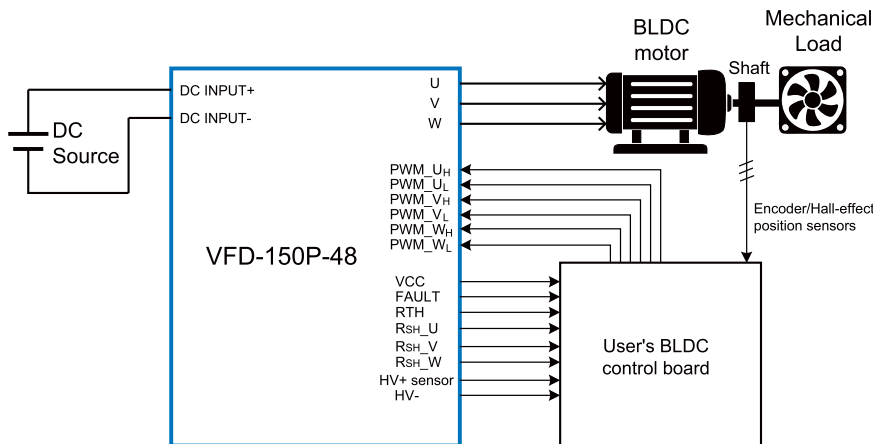 BLDC
motor
Mechanical
Load
Shaft
DC INPUT+
DC INPUT-
U
V
W
DC
Source
PWM_UH
PWM_UL
PWM_VH
PWM_VL
PWM_WH
PWM_WL
Encoder/Hall-effect
position sensors
VFD-150P-48
VCC
FAULT
RTH
RSH_U
RSH_V
RSH_W
HV+ sensor
HV-
User's BLDC
control board